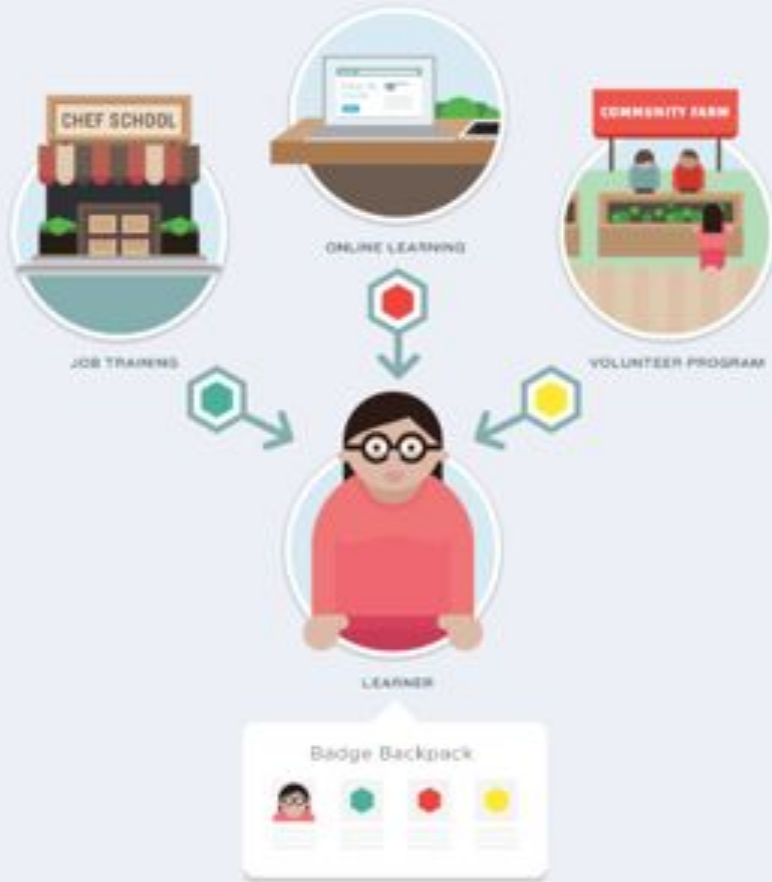 CHEF SCHOOL
COMMUNITY FARM
ONLINE LEARNING
JOB TRAINING
VOLUNTEER PROGRAM
LEARNER
Badge Backpack